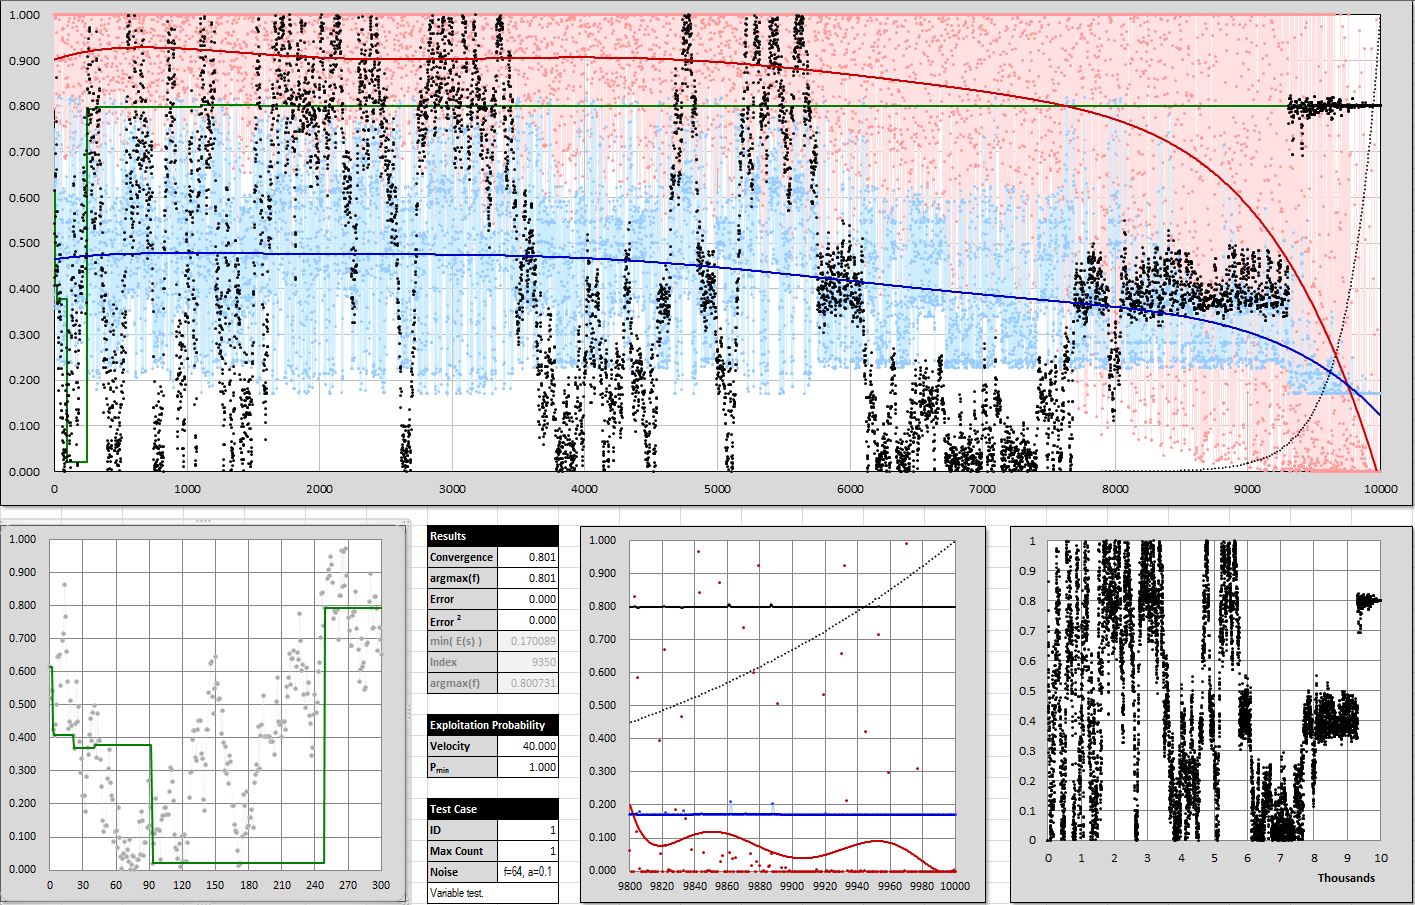 1.000
0.900
0.800
0.700
0.600
0.500
0.400
0.300
0.200
0.100
0.000
0 1000 2000 3000 4000 5000 6000 7000 8000 9000 10000
1.000
0.900
0.800
0.700
0.600
0.500
0.400
0.300
0.200
0.100
0.000
0 30 60 90 120 150 180 210 240 270 300
Results
Convergence 0.801
argmax(f) 0.801
Error 0.000
Error 2 0.000
min( E(s) ) 0.170089
Index 9350
argmax(f) 0.800731
Exploitation Probability
Velocity 40.000
Pmin 1.000
Test Case
ID 1
Max Count 1
Noise f=64, a=0.1
Variable test.
1.000
0.900
0.800
0.700
0.600
0.500
0.400
0.300
0.200
0.100
0.000
9800 9820 9840 9860 9880 9900 9920 9940 9960 9980 10000
1
0.9
0.8
0.7
0.6
0.5
0.4
0.3
0.2
0.1
0
0 1 2 3 4 5 6 7 8 9 10
Thousands